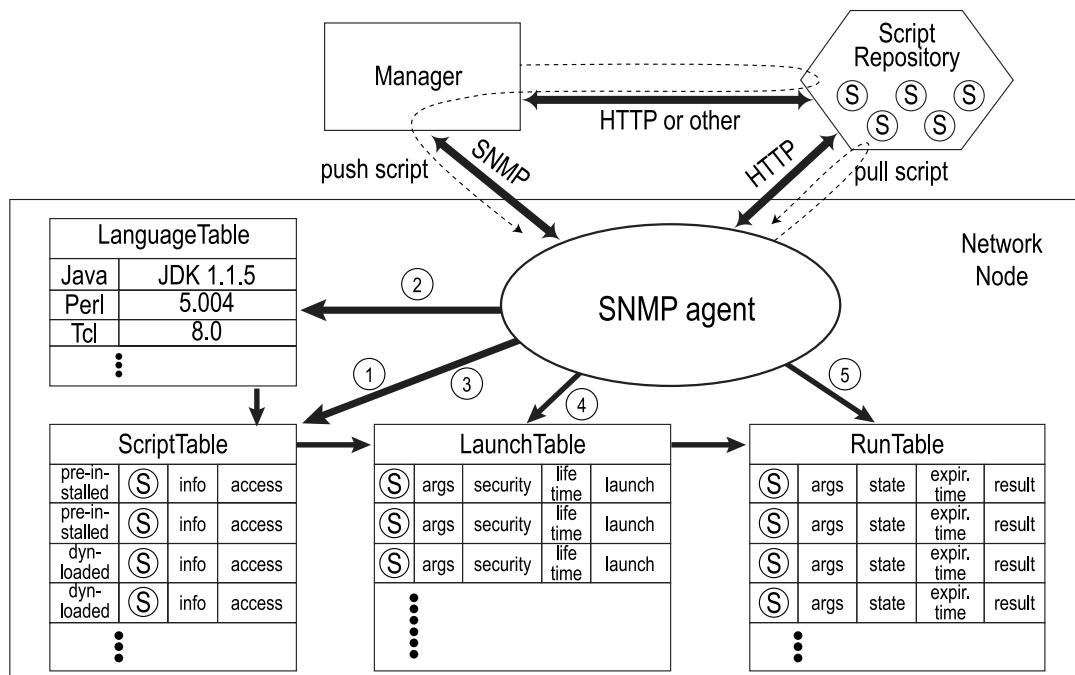 Manager
Script
Repository
S S S
S S
HTTP or other
SNMP
HTTP
push script
pull script
Network
Node
SNMP agent
LanguageTable
Java JDK 1.1.5
Perl 5.004
Tcl 8.0
2
1
3
4
5
ScriptTable
pre-in-
stalled S info access
pre-in-
stalled S info access
dyn-
loaded S info access
dyn-
loaded S info access
LaunchTable
S args security life
time launch
S args security life
time launch
S args security life
time launch
RunTable
S args state expir.
time result
S args state expir.
time result
S args state expir.
time result
S args state expir.
time result